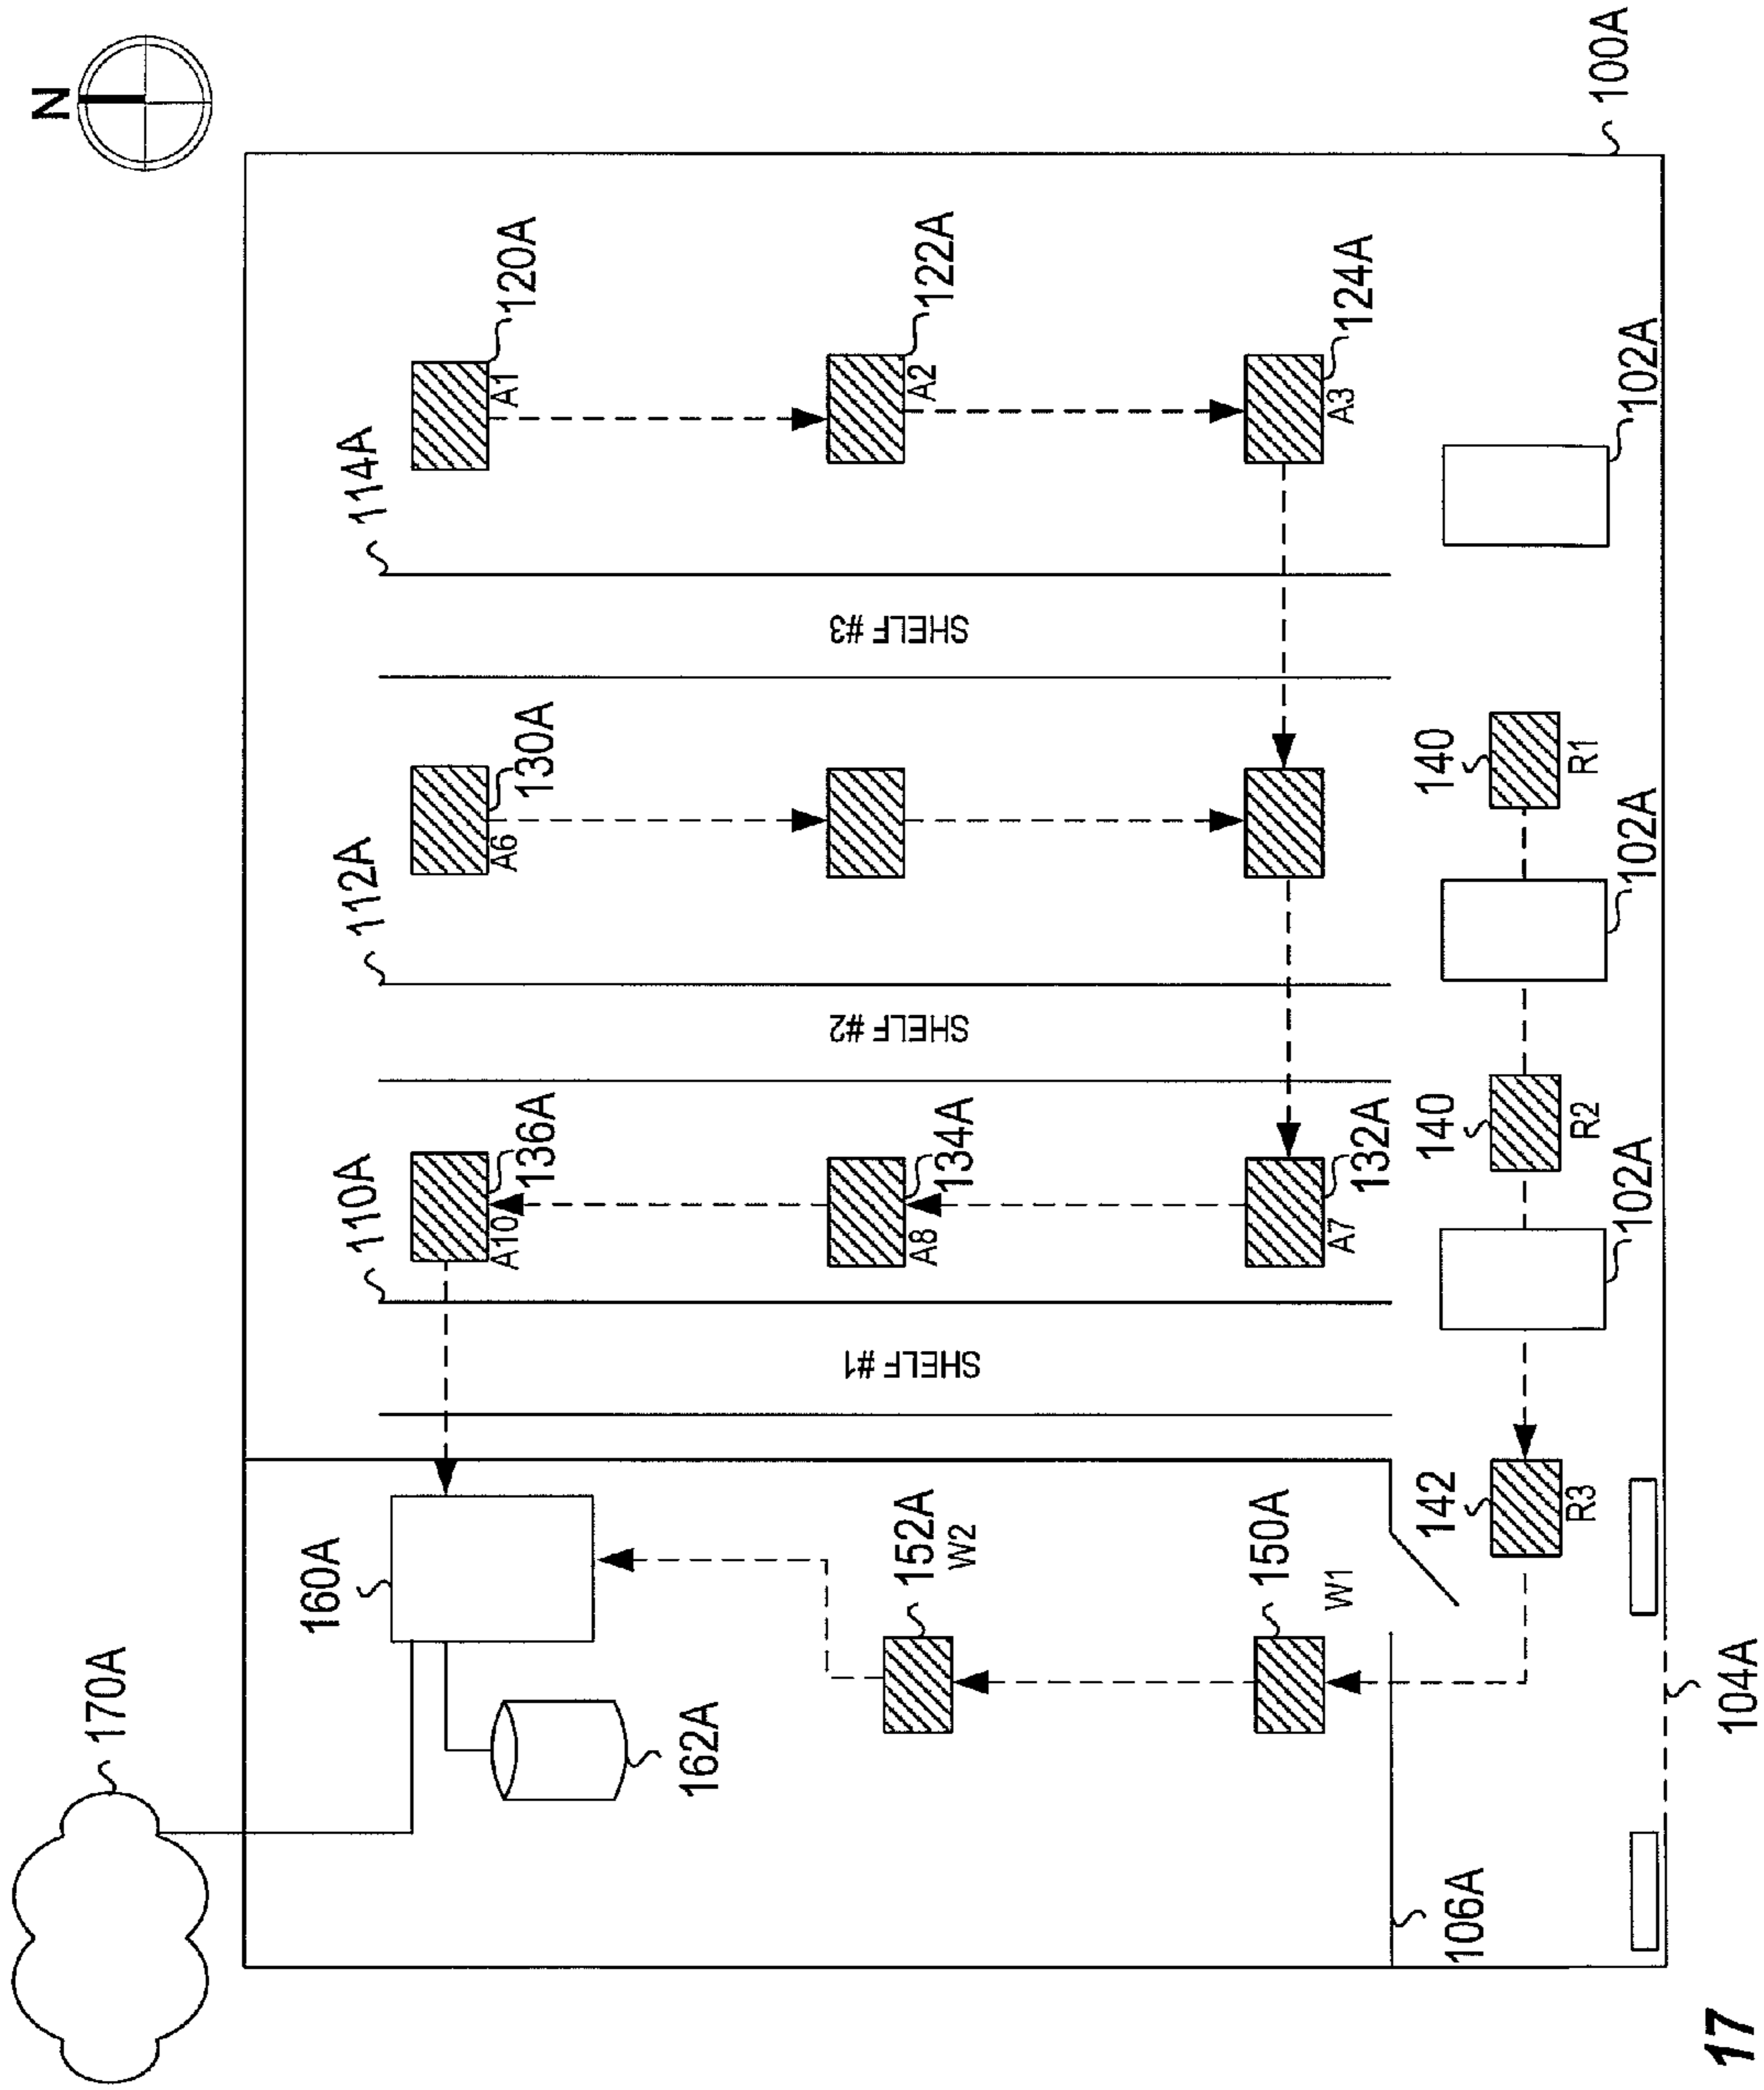 N
170A
160A
110A
112A
114A
A10
136A
A6
130A
A1
120A
162A
SHELF #1
SHELF #2
SHELF #3
152A
W2
A8
134A
A2
122A
150A
W1
A7
132A
A3
124A
106A
142
140
140
R3
R2
R1
102A
102A
102A
100A
104A
17